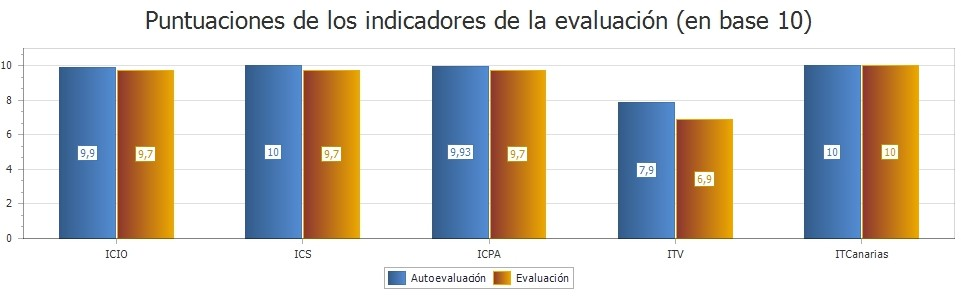 Puntuaciones de los indicadores de la evaluación (en base 10)
10
8
6
4
2
0
9,9
9,7
10
9,7
9,93
9,7
7,9
6,9
10
10
ICIO
ICS
ICPA
ITV
ITCanarias
Autoevaluación
Evaluación